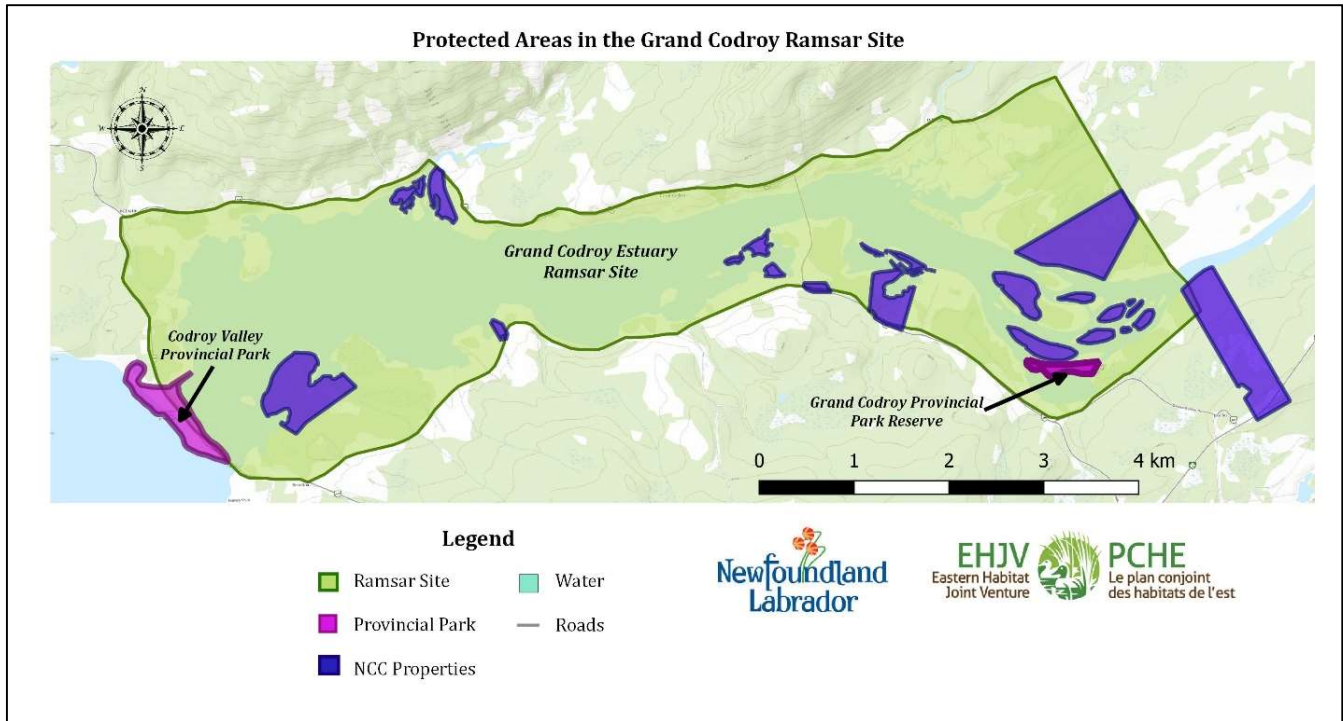 Protected Areas in the Grand Codroy Ramsar Site
N
W
E
S
Grand Codroy Estuary
Ramsar Site
Codroy Valley
Provincial Park
Grand Codroy Provincial
Park Reserve
0 1 2 3 4 km
Legend
Ramsar Site
Water
Provincial Park
Roads
NCC Properties
Newfoundland
Labrador
EHJV
Eastern Habitat
Joint Venture
PCHE
Le plan conjoint
des habitats de l'est